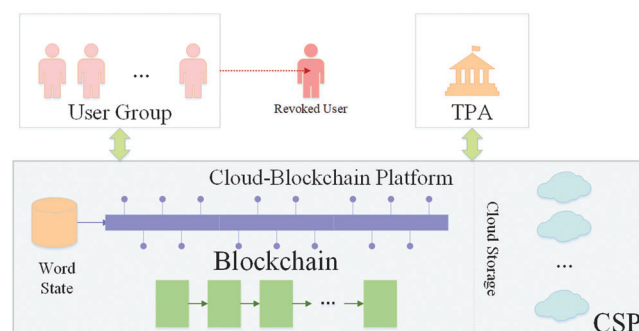 ...
User Group
Revoked User
TPA
Cloud-Blockchain Platform
Word
State
Blockchain
...
Cloud Storage
...
CSP